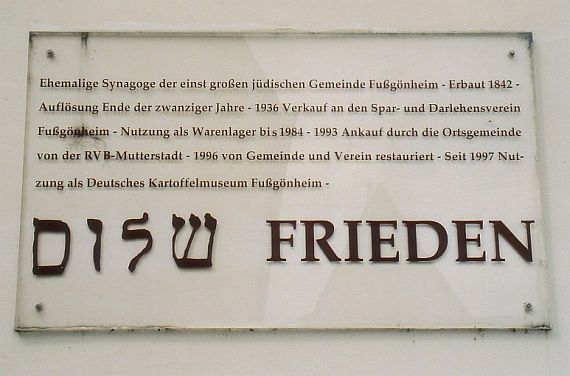 Ehemalige Synagoge der einst großen jüdischen Gemeinde Fußgönheim - Erbaut 1842 -
Auflösung Ende der zwanziger Jahre - 1936 Verkauf an den Spar- und Darlehensverein
Fußgönheim - Nutzung als Warenlager bis 1984 - 1993 Ankauf durch die Ortsgemeinde
von der RVB-Mutterstadt - 1996 von Gemeinde und Verein restauriert - Seit 1997 Nut-
zung als Deutsches Kartoffelmuseum Fußgönheim -
שלום FRIEDEN